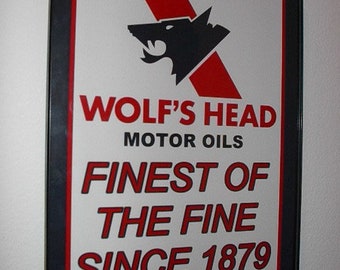 WOLF'S HEAD
MOTOR OILS
FINEST OF
THE FINE
SINCE 1879